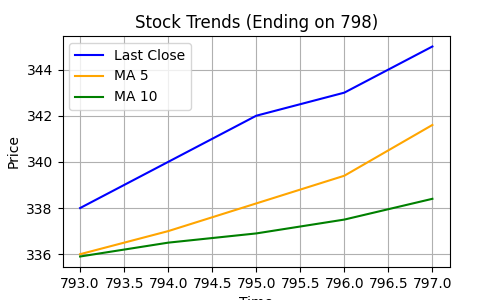 Stock Trends (Ending on 798)
Last Close
MA 5
MA 10
Price
344
342
340
338
336
793.0 793.5 794.0 794.5 795.0 795.5 796.0 796.5 797.0
Time